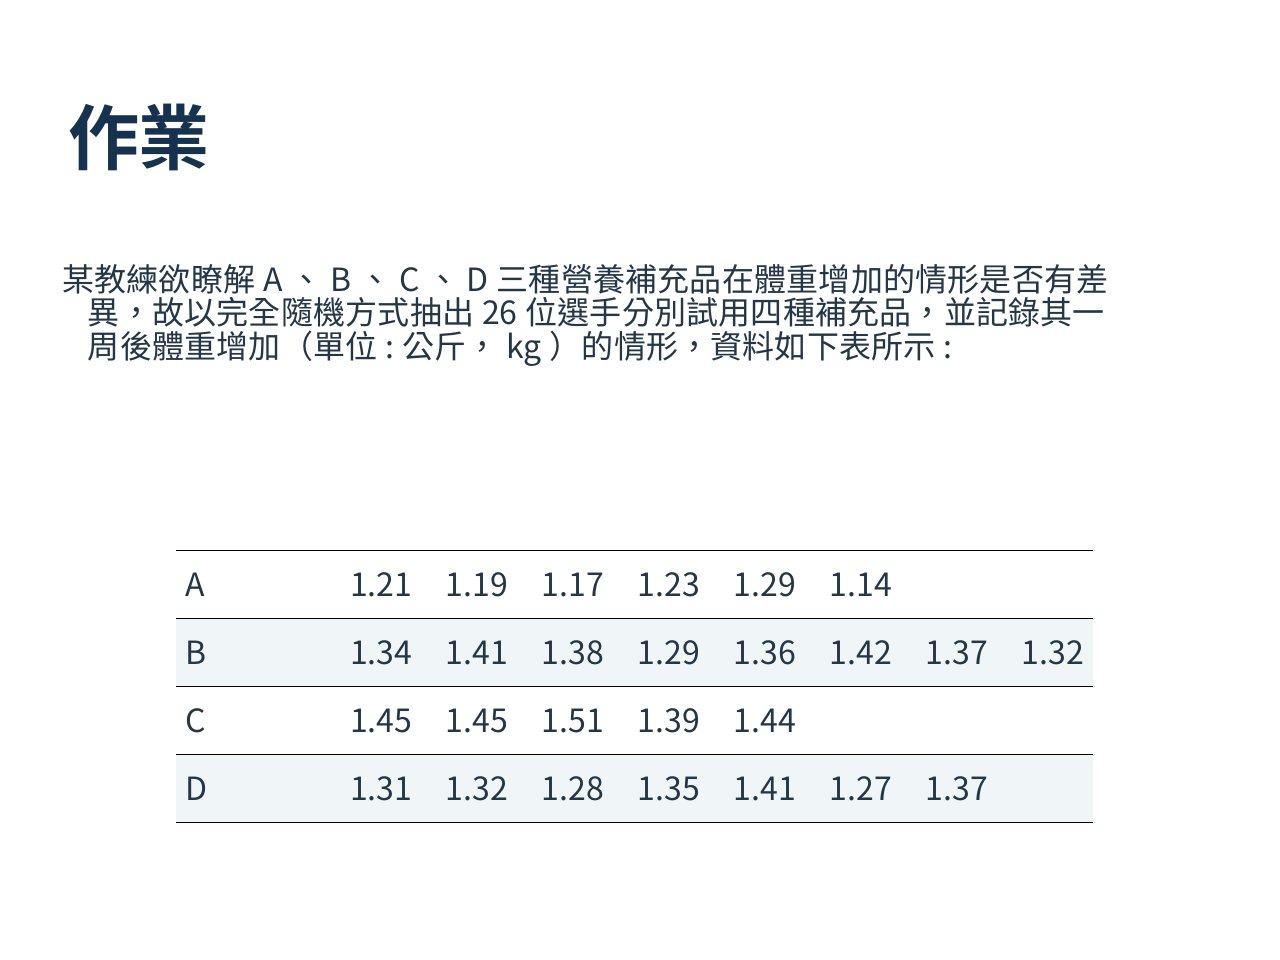 作業
某教練欲瞭解 A 、 B 、 C 、 D 三種營養補充品在體重增加的情形是否有差
異，故以完全隨機方式抽出 26 位選手分別試用四種補充品，並記錄其一
周後體重增加（單位 : 公斤， kg ）的情形，資料如下表所示 :
A 1.21 1.19 1.17 1.23 1.29 1.14
B 1.34 1.41 1.38 1.29 1.36 1.42 1.37 1.32
C 1.45 1.45 1.51 1.39 1.44
D 1.31 1.32 1.28 1.35 1.41 1.27 1.37